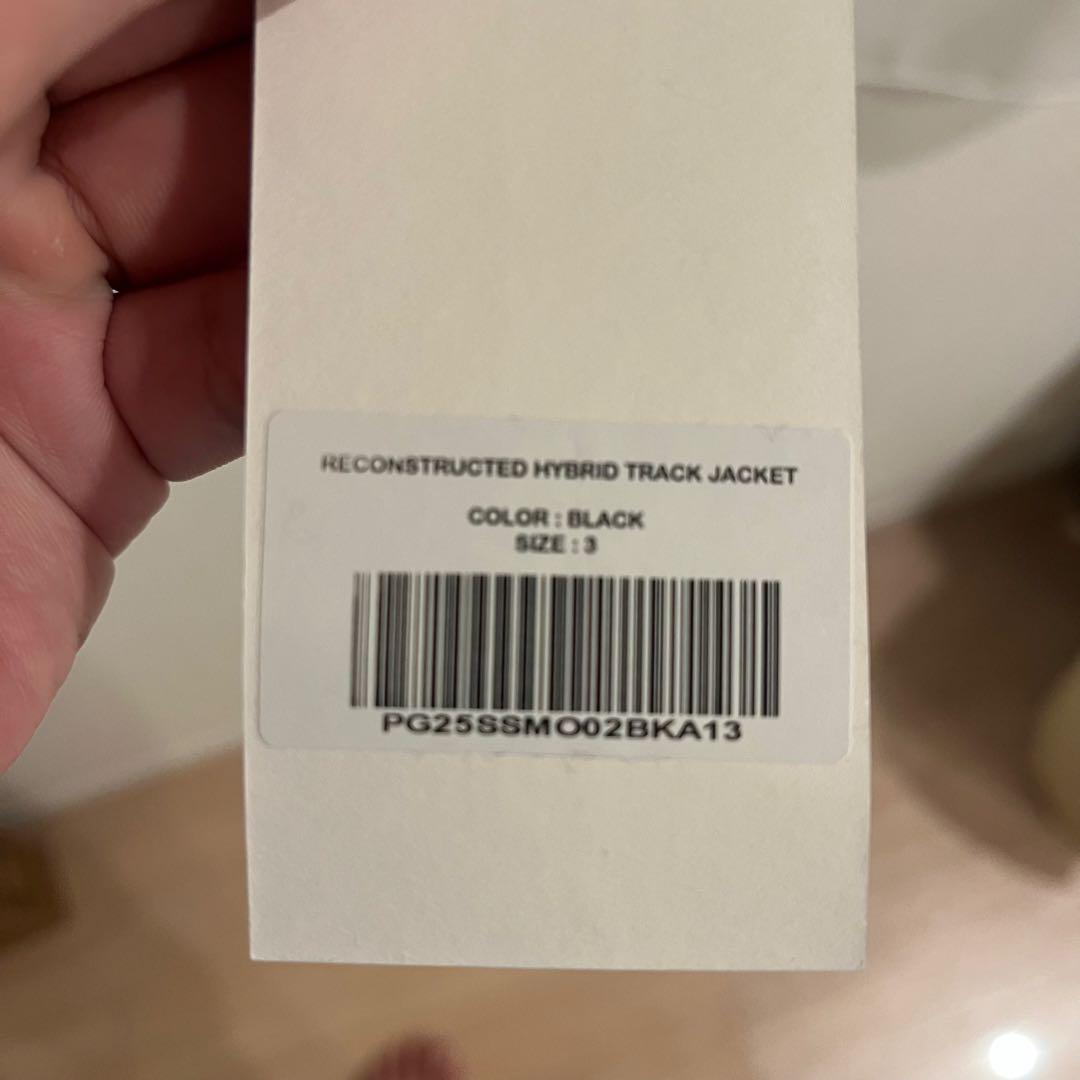 RECONSTRUCTED HYBRID TRACK JACKET
COLOR : BLACK
SIZE : 3
PG25SSMO02BKA13